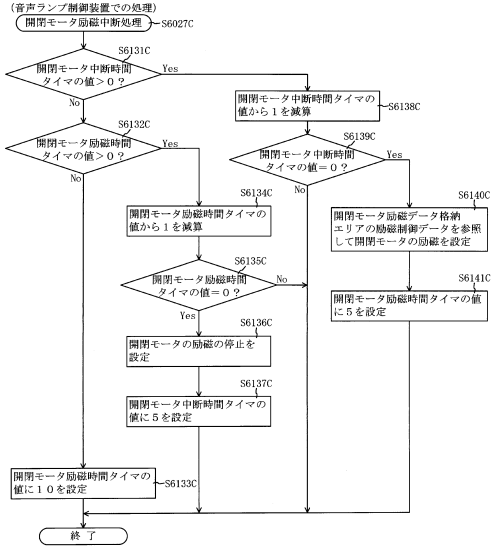 (音声ランプ制御装置での処理)
開閉モータ励磁中断処理
S6027C
S6131C
開閉モータ中断時間
タイマの値＞０？
Yes
No
S6138C
開閉モータ中断時間タイマの
値から１を減算
S6132C
開閉モータ励磁時間
タイマの値＞０？
Yes
No
S6139C
開閉モータ中断時間
タイマの値＝０？
Yes
No
S6134C
開閉モータ励磁時間タイマの
値から１を減算
S6140C
開閉モータ励磁データ格納
エリアの励磁制御データを参照
して開閉モータの励磁を設定
S6135C
開閉モータ励磁時間
タイマの値＝０？
No
Yes
S6141C
開閉モータ励磁時間タイマの値
に５を設定
S6136C
開閉モータの励磁の停止を
設定
S6137C
開閉モータ中断時間タイマの
値に５を設定
開閉モータ励磁時間タイマの
値に１０を設定
S6133C
終 了